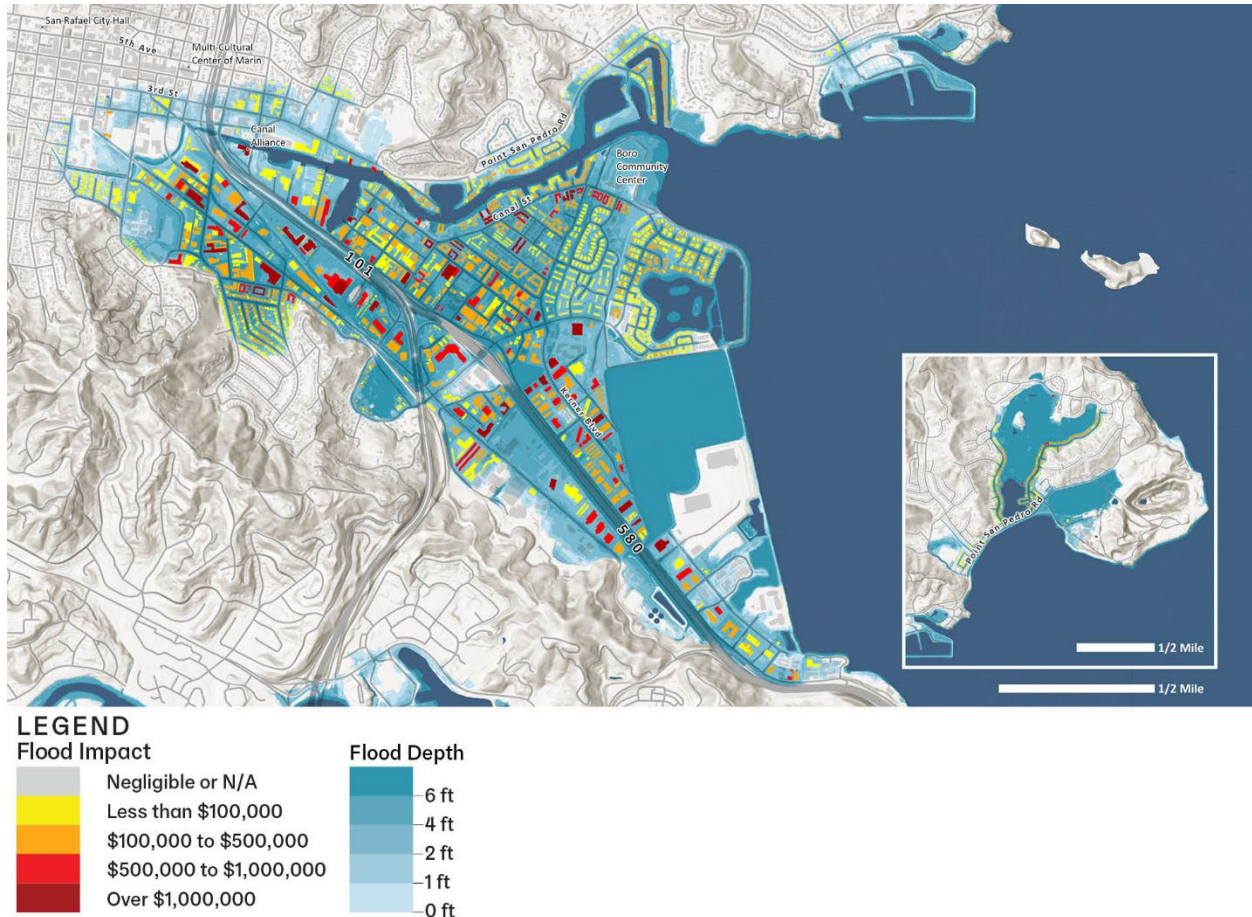 San Rafael City Hall
5th Ave
Multi-Cultural
Center of Marin
3rd St
Canal
Alliance
Point San Pedro Rd
Boro
Community
Center
Canal St
101
Kerner Blvd
580
Point San Pedro Rd
1/2 Mile
1/2 Mile
LEGEND
Flood Impact
Negligible or N/A
Less than $100,000
$100,000 to $500,000
$500,000 to $1,000,000
Over $1,000,000
Flood Depth
6 ft
4 ft
2 ft
1 ft
0 ft